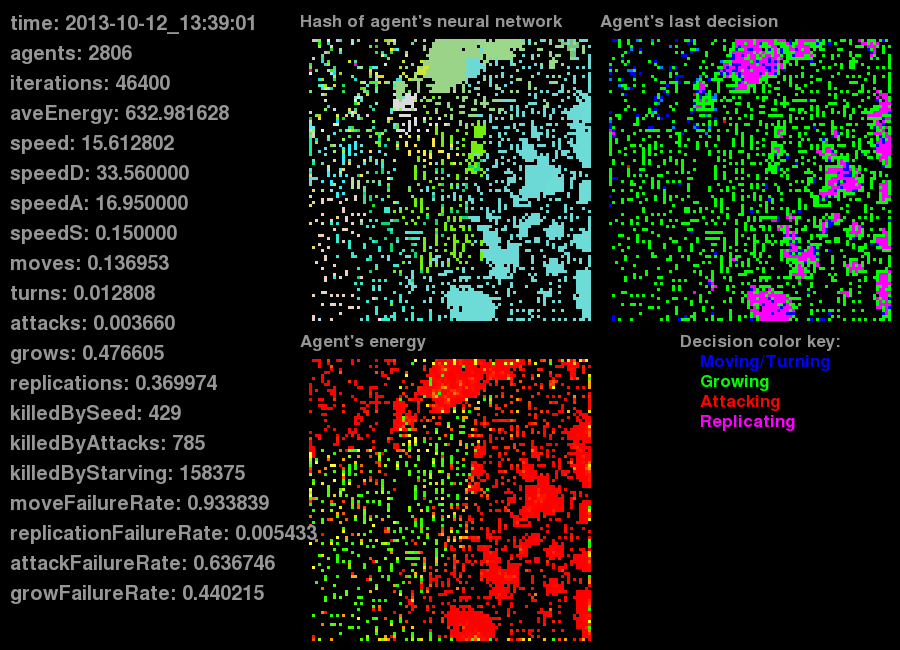 time: 2013-10-12_13:39:01
agents: 2806
iterations: 46400
aveEnergy: 632.981628
speed: 15.612802
speedD: 33.560000
speedA: 16.950000
speedS: 0.150000
moves: 0.136953
turns: 0.012808
attacks: 0.003660
grows: 0.476605
replications: 0.369974
killedBySeed: 429
killedByAttacks: 785
killedByStarving: 158375
moveFailureRate: 0.933839
replicationFailureRate: 0.005433
attackFailureRate: 0.636746
growFailureRate: 0.440215
Hash of agent's neural network
Agent's last decision
Agent's energy
Decision color key:
Moving/Turning
Growing
Attacking
Replicating